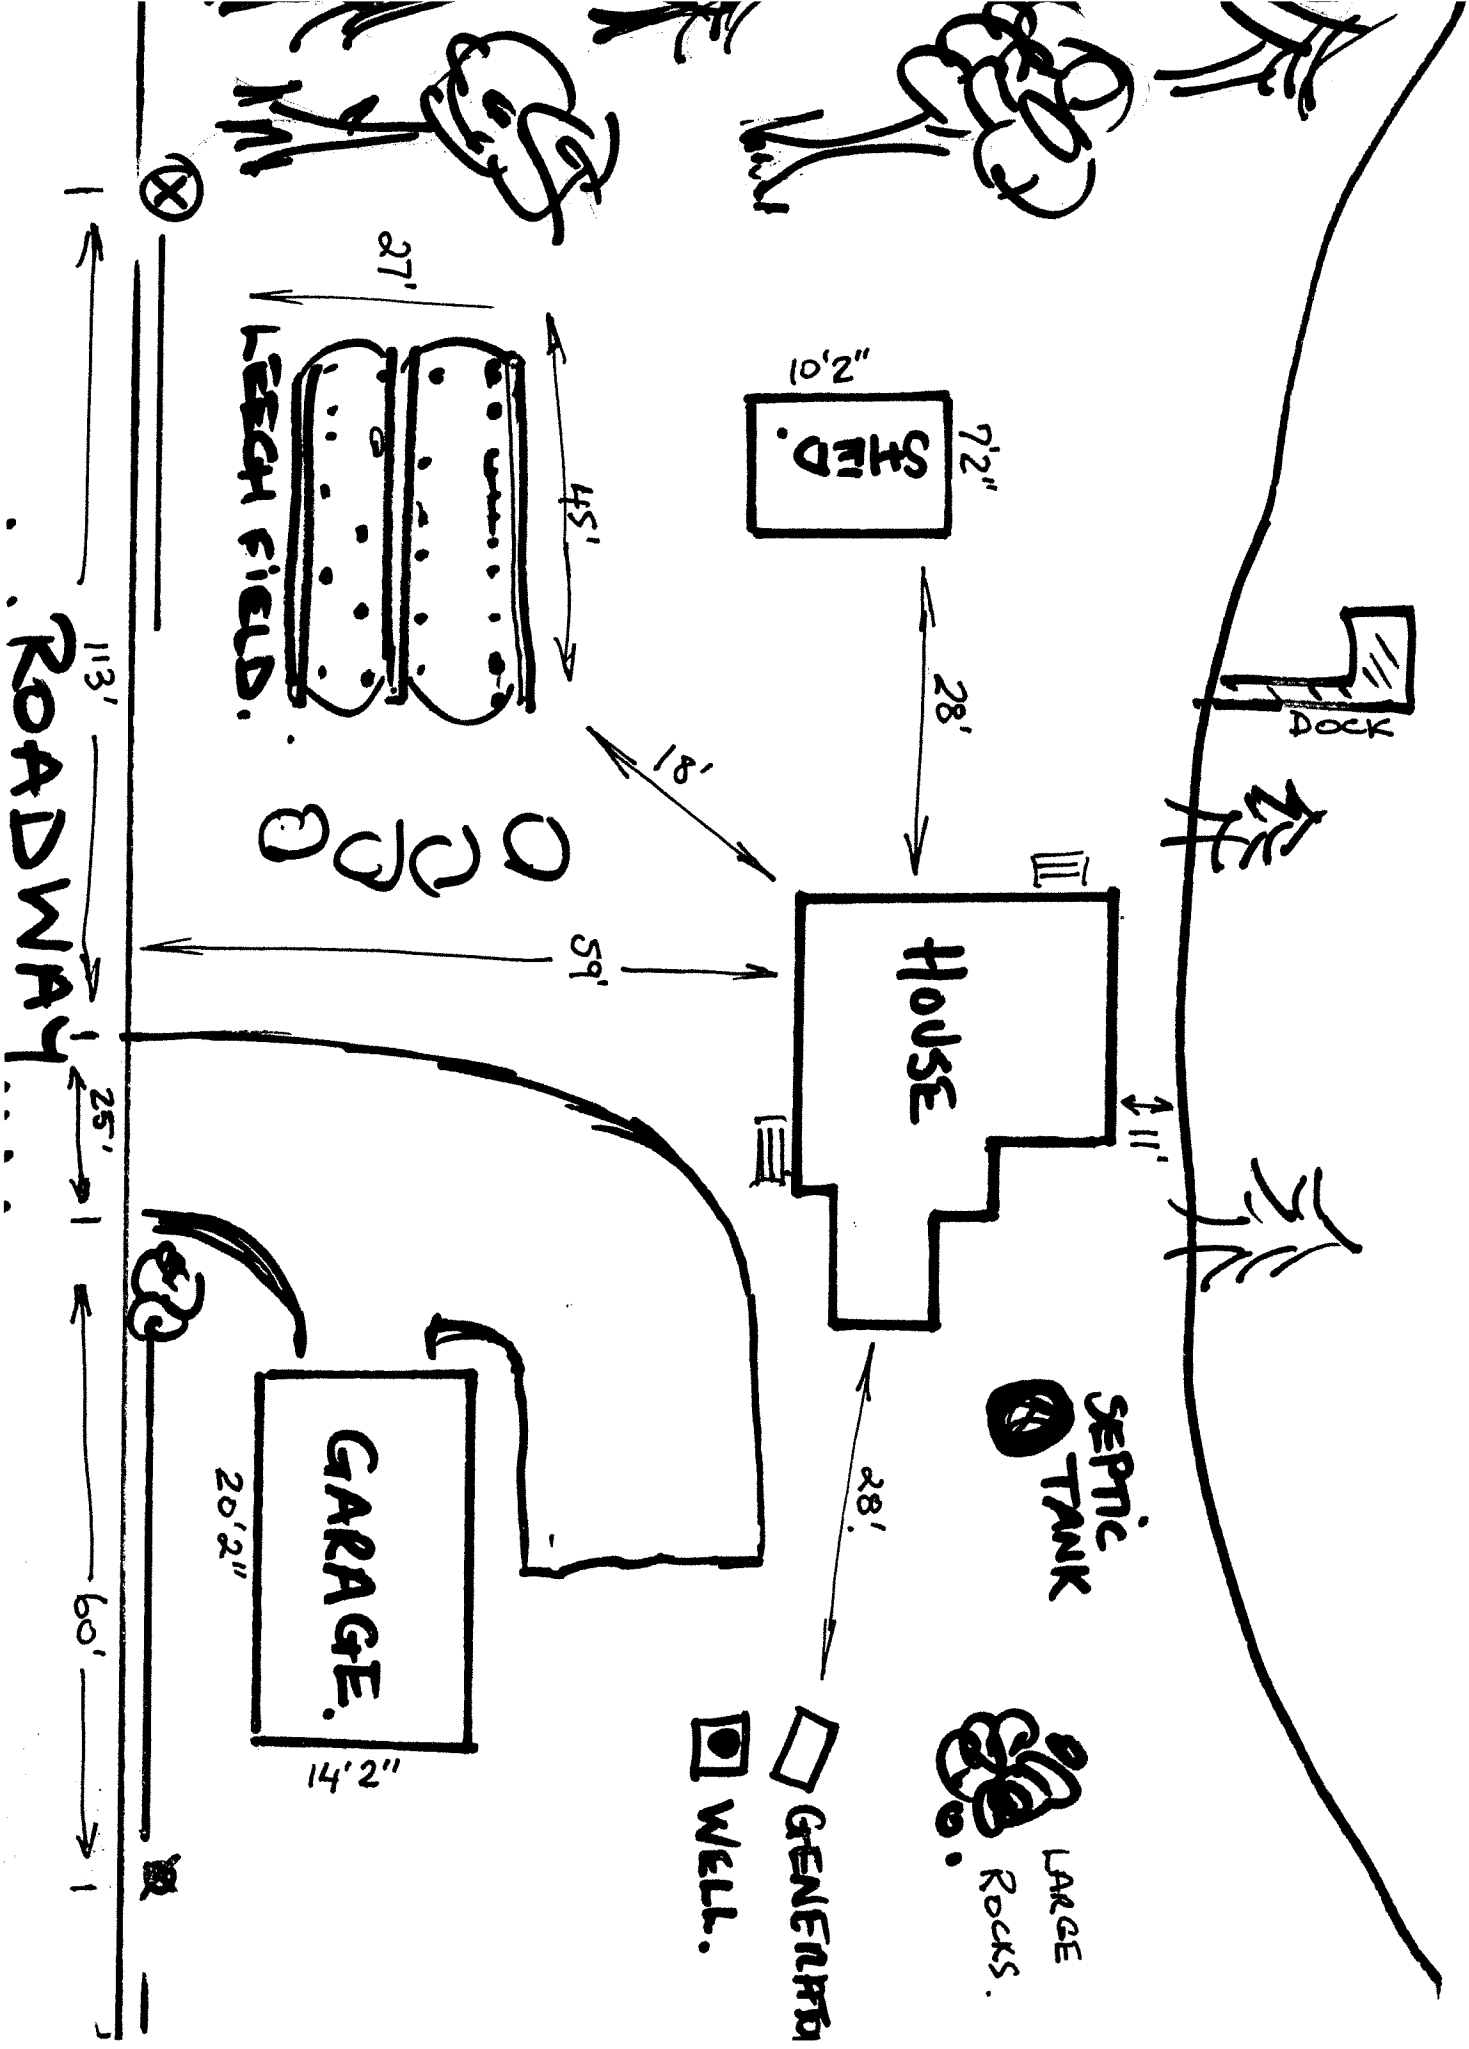 DOCK
11'
10'2"
7'2"
SHED.
28'
HOUSE
SEPTIC
TANK
LARGE
ROCKS.
27'
45'
18'
59'
28'.
LEECH FIELD.
GARAGE.
20'2"
14'2"
WELL.
113'
25'
60'
ROADWAY